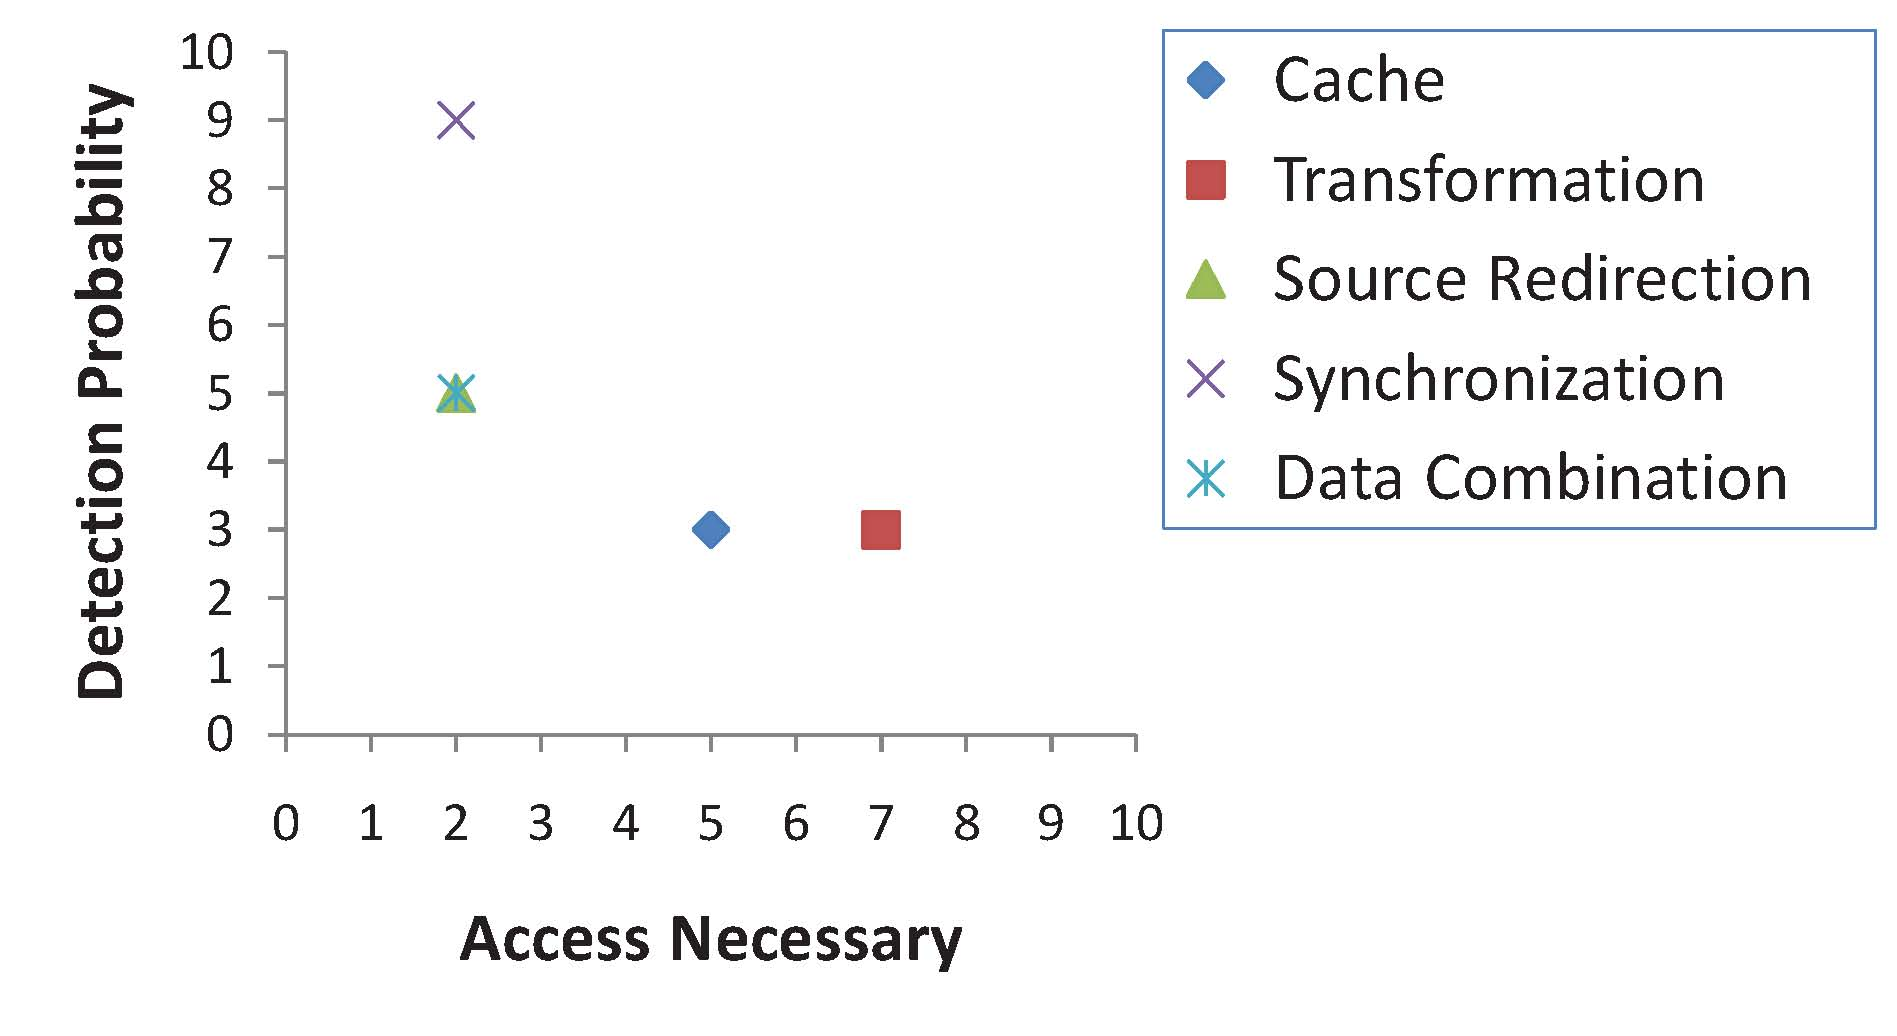 Detection Probability
10
9
8
7
6
5
4
3
2
1
0
0 1 2 3 4 5 6 7 8 9 10
Access Necessary
Cache
Transformation
Source Redirection
Synchronization
Data Combination